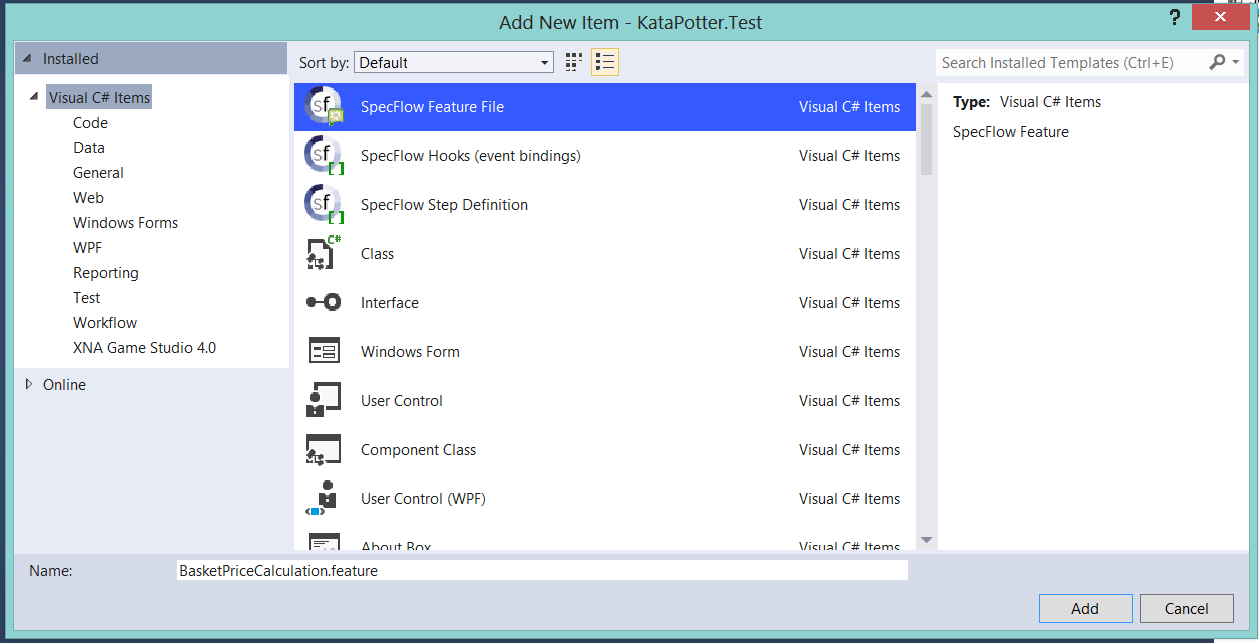 Add New Item - KataPotter.Test
?
Installed
Sort by: Default
Search Installed Templates (Ctrl+E)
Visual C# Items
Code
Data
General
Web
Windows Forms
WPF
Reporting
Test
Workflow
XNA Game Studio 4.0
Online
SpecFlow Feature File Visual C# Items
SpecFlow Hooks (event bindings) Visual C# Items
SpecFlow Step Definition Visual C# Items
Class Visual C# Items
Interface Visual C# Items
Windows Form Visual C# Items
User Control Visual C# Items
Component Class Visual C# Items
User Control (WPF) Visual C# Items
About Box Visual C# Items
Type: Visual C# Items
SpecFlow Feature
Name: BasketPriceCalculation.feature
Add Cancel